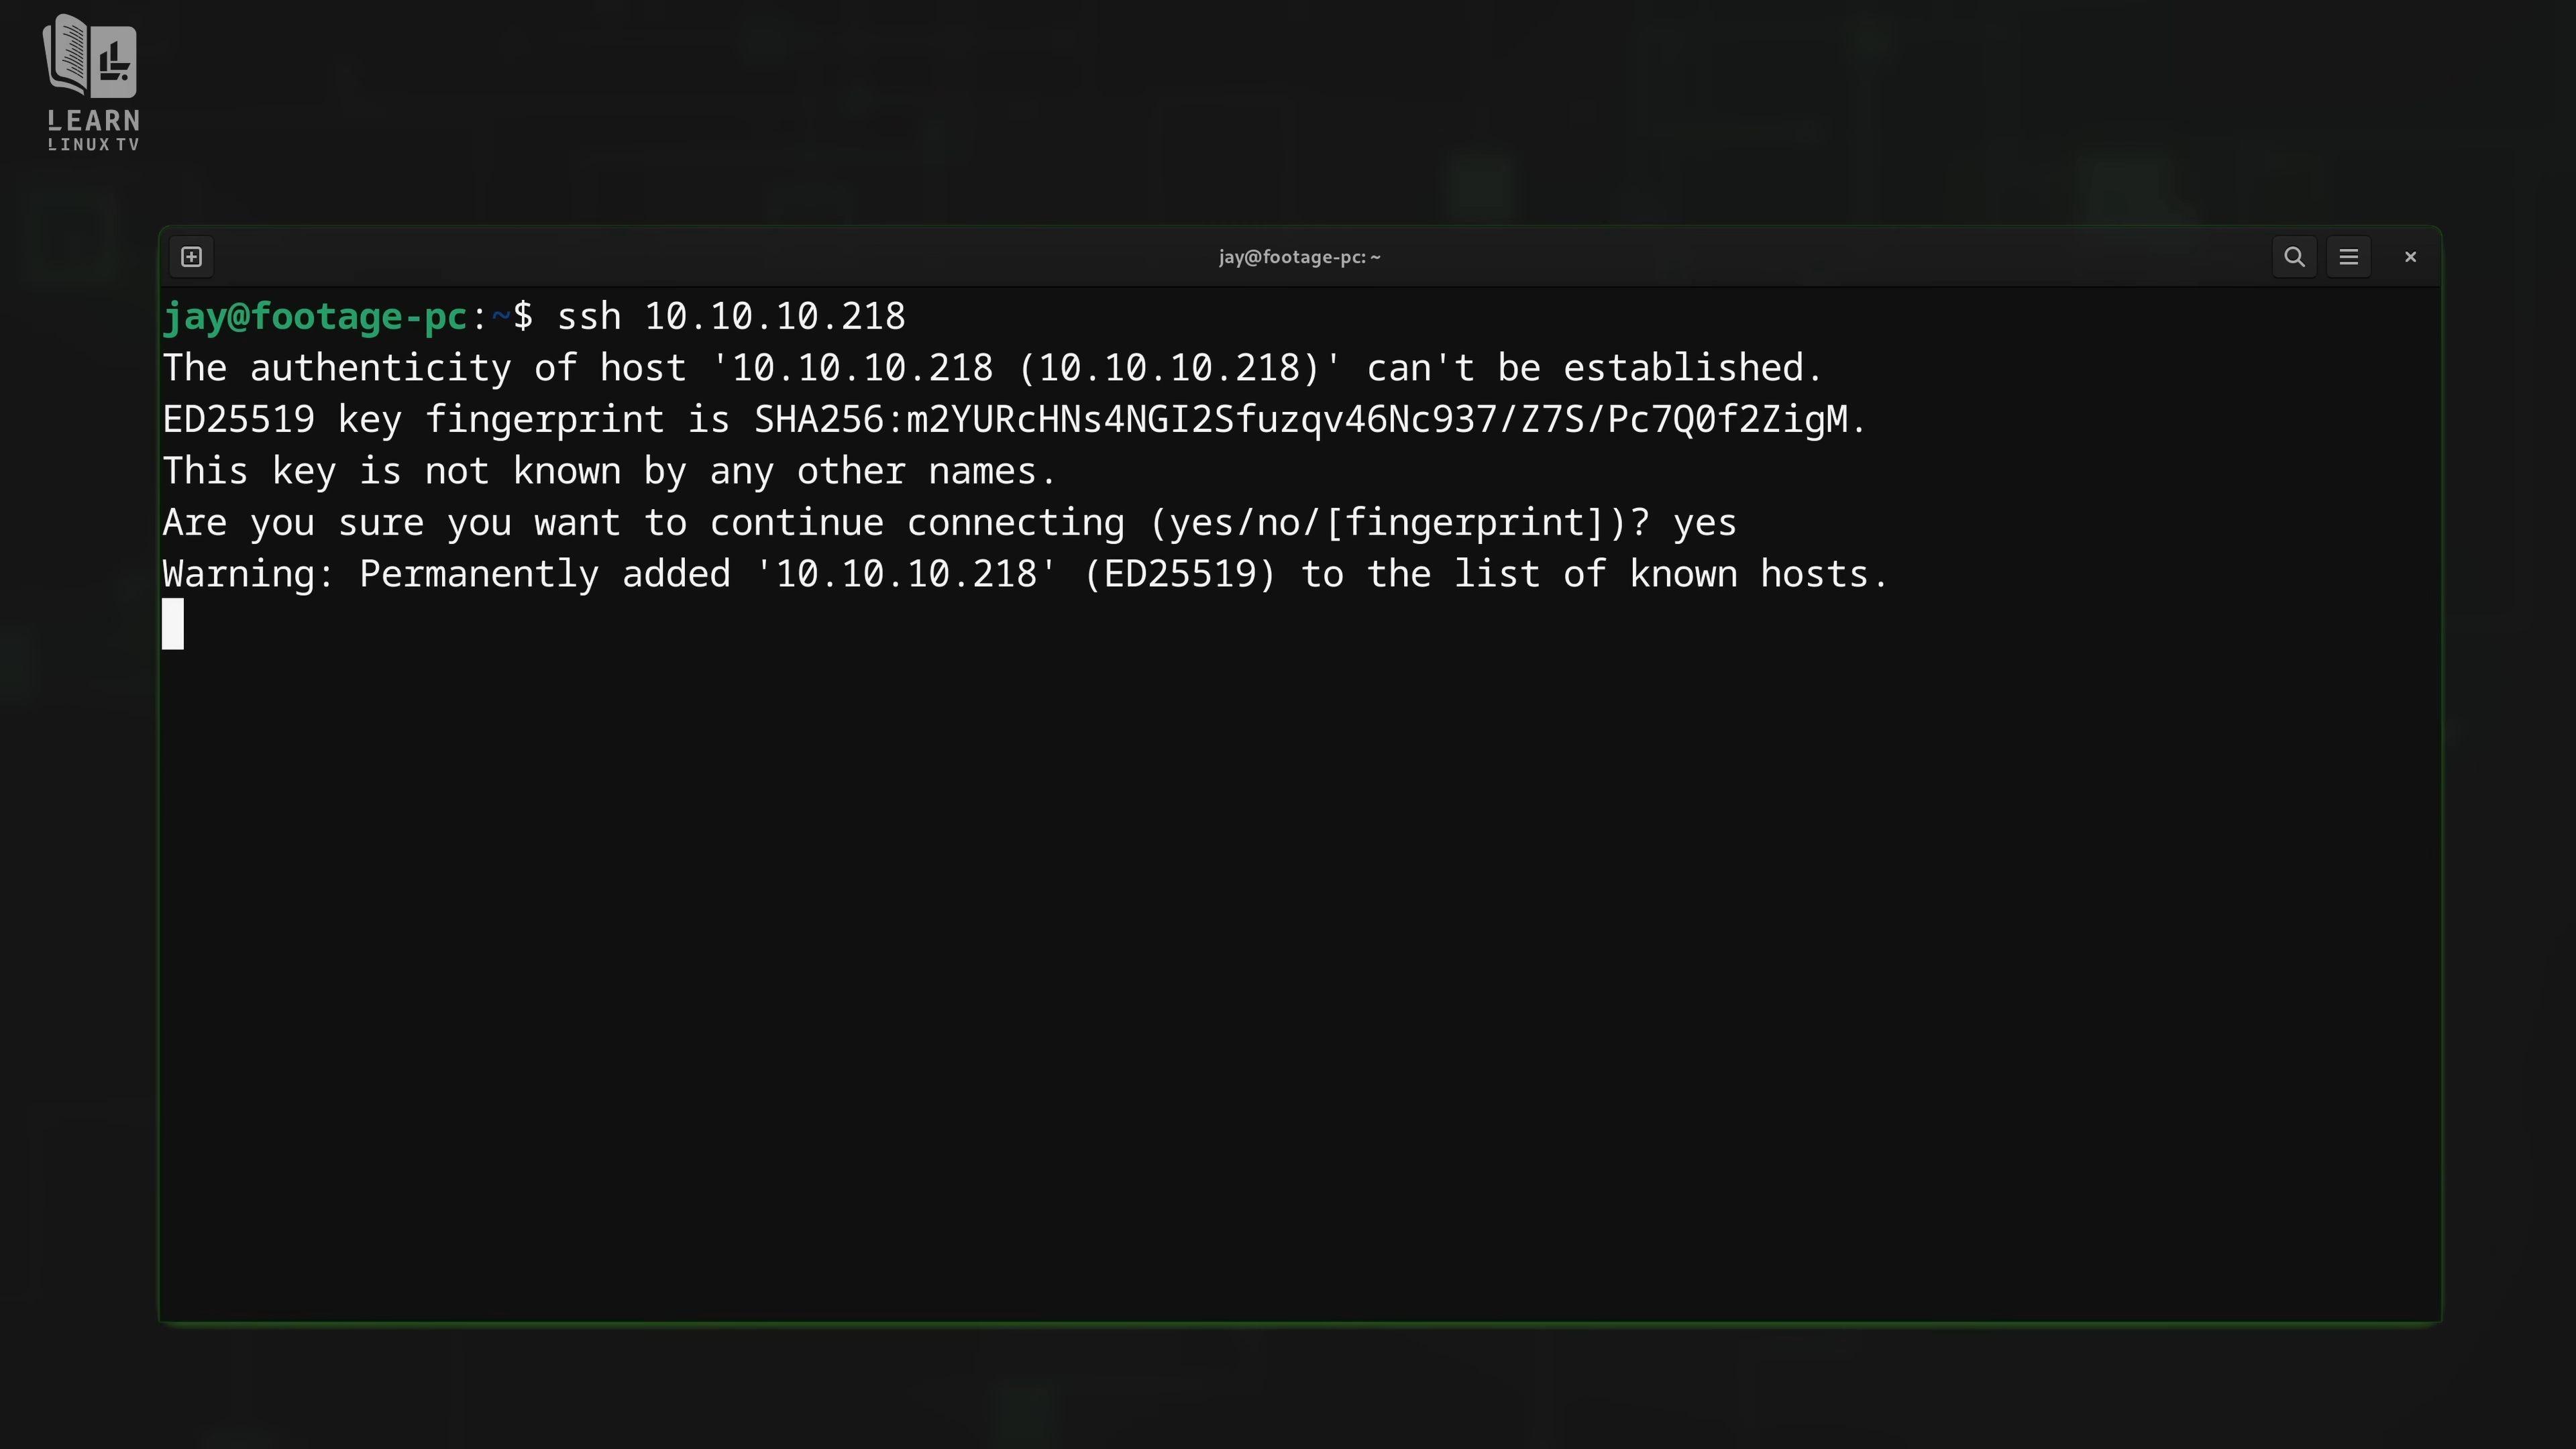 LEARN
LINUX TV
jay@footage-pc: ~
jay@footage-pc:~$ ssh 10.10.10.218
The authenticity of host '10.10.10.218 (10.10.10.218)' can't be established.
ED25519 key fingerprint is SHA256:m2YURcHNs4NGI2Sfuzqv46Nc937/Z7S/Pc7Q0f2ZigM.
This key is not known by any other names.
Are you sure you want to continue connecting (yes/no/[fingerprint])? yes
Warning: Permanently added '10.10.10.218' (ED25519) to the list of known hosts.